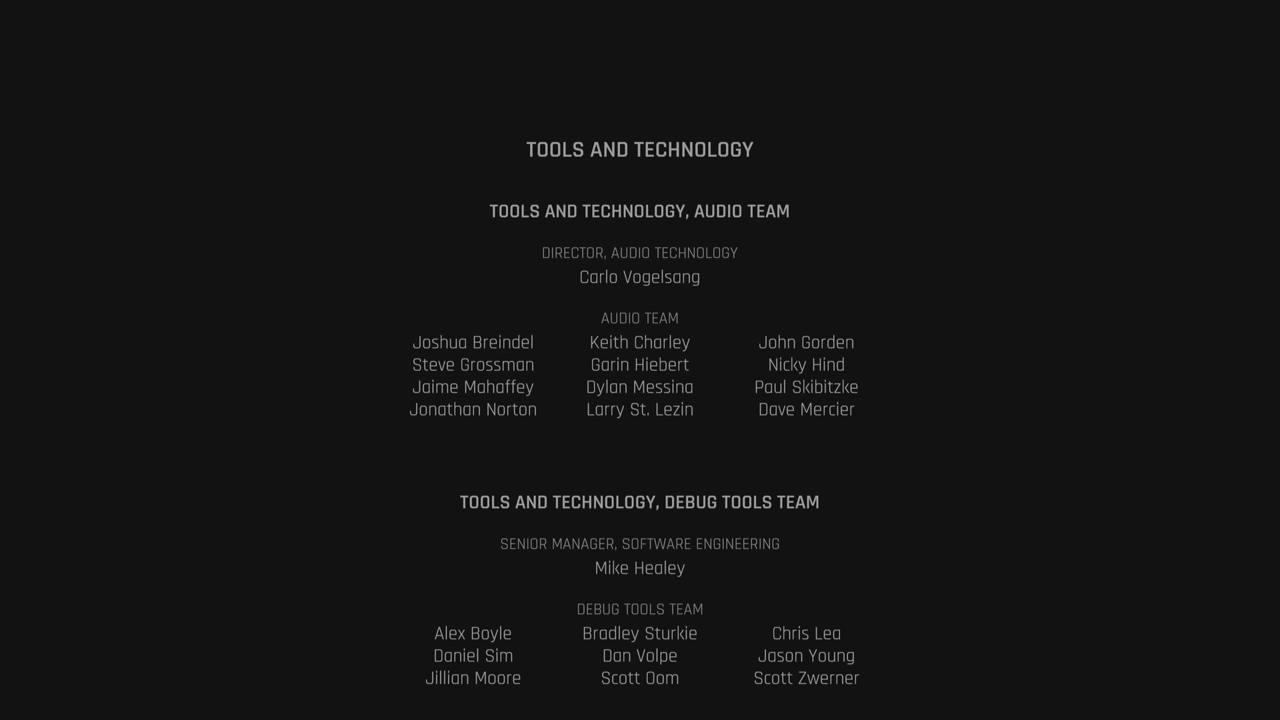 TOOLS AND TECHNOLOGY
TOOLS AND TECHNOLOGY, AUDIO TEAM
DIRECTOR, AUDIO TECHNOLOGY
Carlo Vogelsang
AUDIO TEAM
Joshua Breindel Keith Charley John Gorden
Steve Grossman Garin Hiebert Nicky Hind
Jaime Mahaffey Dylan Messina Paul Skibitzke
Jonathan Norton Larry St. Lezin Dave Mercier
TOOLS AND TECHNOLOGY, DEBUG TOOLS TEAM
SENIOR MANAGER, SOFTWARE ENGINEERING
Mike Healey
DEBUG TOOLS TEAM
Alex Boyle Bradley Sturkie Chris Lea
Daniel Sim Dan Volpe Jason Young
Jillian Moore Scott Oom Scott Zwerner